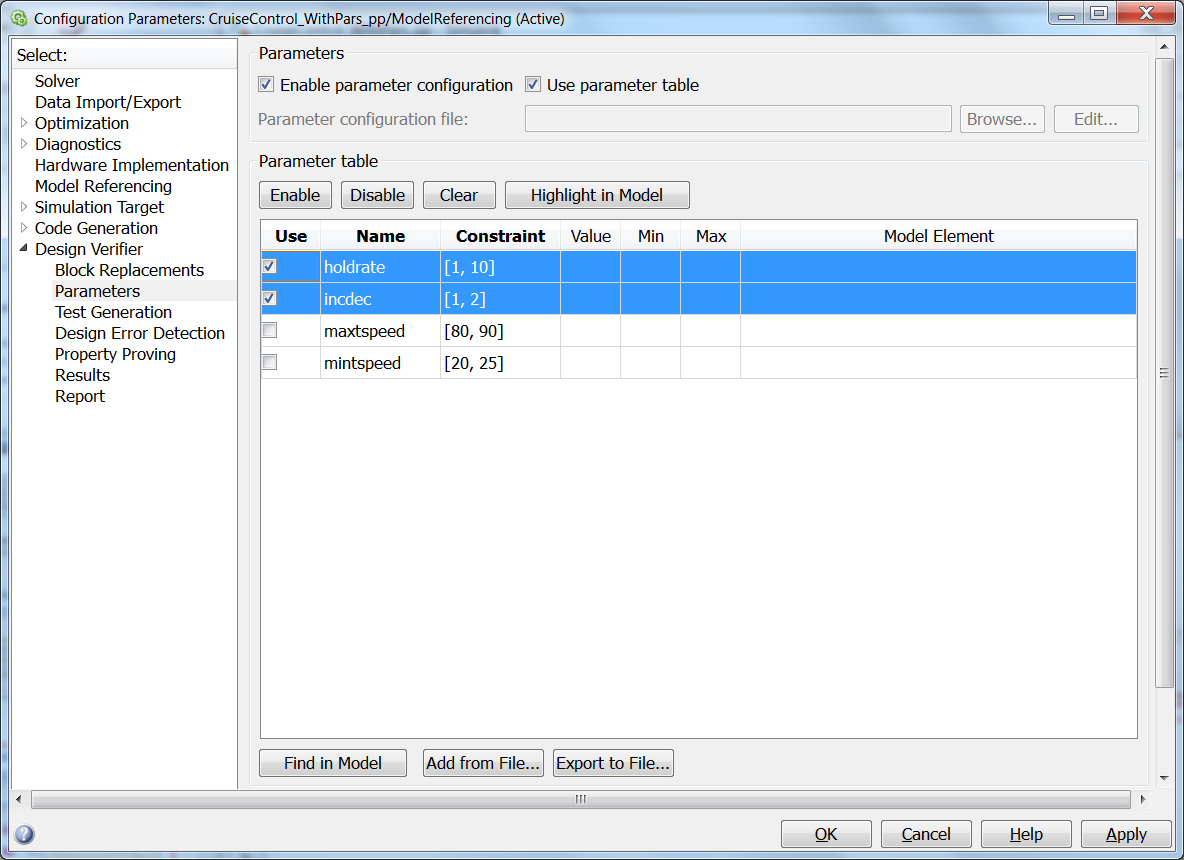 Configuration Parameters: CruiseControl_WithPars_pp/ModelReferencing (Active)
Select:
Solver
Data Import/Export
Optimization
Diagnostics
Hardware Implementation
Model Referencing
Simulation Target
Code Generation
Design Verifier
Block Replacements
Parameters
Test Generation
Design Error Detection
Property Proving
Results
Report
Parameters
Enable parameter configuration Use parameter table
Parameter configuration file: Browse... Edit...
Parameter table
Enable Disable Clear Highlight in Model
Use Name Constraint Value Min Max Model Element
holdrate [1, 10]
incdec [1, 2]
maxtspeed [80, 90]
mintspeed [20, 25]
Find in Model Add from File... Export to File...
OK Cancel Help Apply